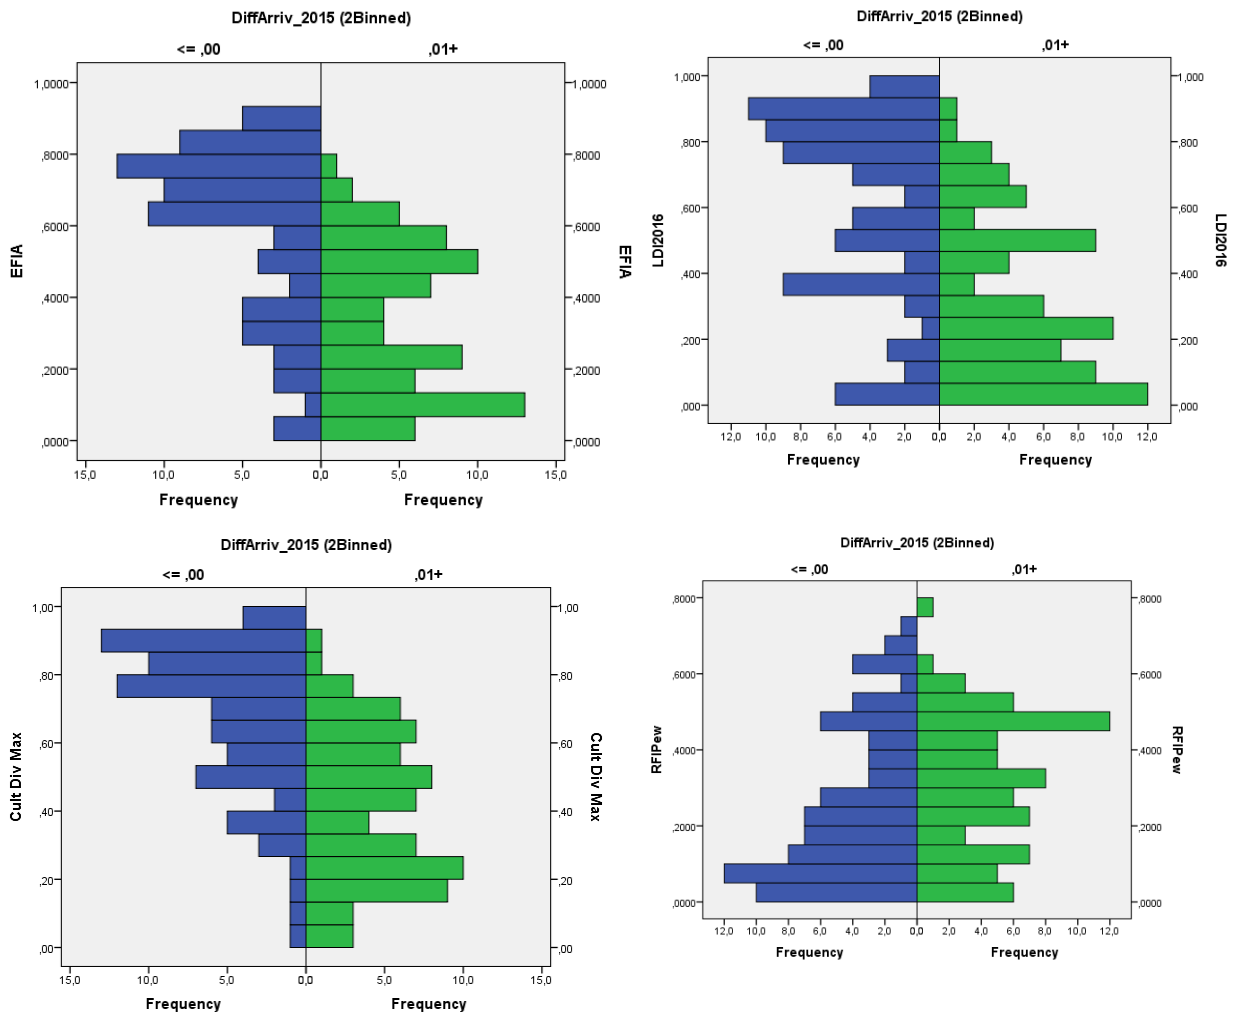 DiffArriv_2015 (2Binned)
<= ,00 ,01+
1,0000 1,0000
,8000 ,8000
,6000 ,6000
,4000 ,4000
,2000 ,2000
,0000 ,0000
EFIA EFIA
15,0 10,0 5,0 0,0 0,0 5,0 10,0 15,0
Frequency Frequency
DiffArriv_2015 (2Binned)
<= ,00 ,01+
1,000 1,000
,800 ,800
,600 ,600
,400 ,400
,200 ,200
,000 ,000
LDI2016 LDI2016
12,0 10,0 8,0 6,0 4,0 2,0 0,0 0,0 2,0 4,0 6,0 8,0 10,0 12,0
Frequency Frequency
DiffArriv_2015 (2Binned)
<= ,00 ,01+
1,00 1,00
,80 ,80
,60 ,60
,40 ,40
,20 ,20
,00 ,00
Cult Div Max Cult Div Max
15,0 10,0 5,0 0,0 0,0 5,0 10,0 15,0
Frequency Frequency
DiffArriv_2015 (2Binned)
<= ,00 ,01+
,8000 ,8000
,6000 ,6000
,4000 ,4000
,2000 ,2000
,0000 ,0000
RFIPew RFIPew
12,0 10,0 8,0 6,0 4,0 2,0 0,0 0,0 2,0 4,0 6,0 8,0 10,0 12,0
Frequency Frequency